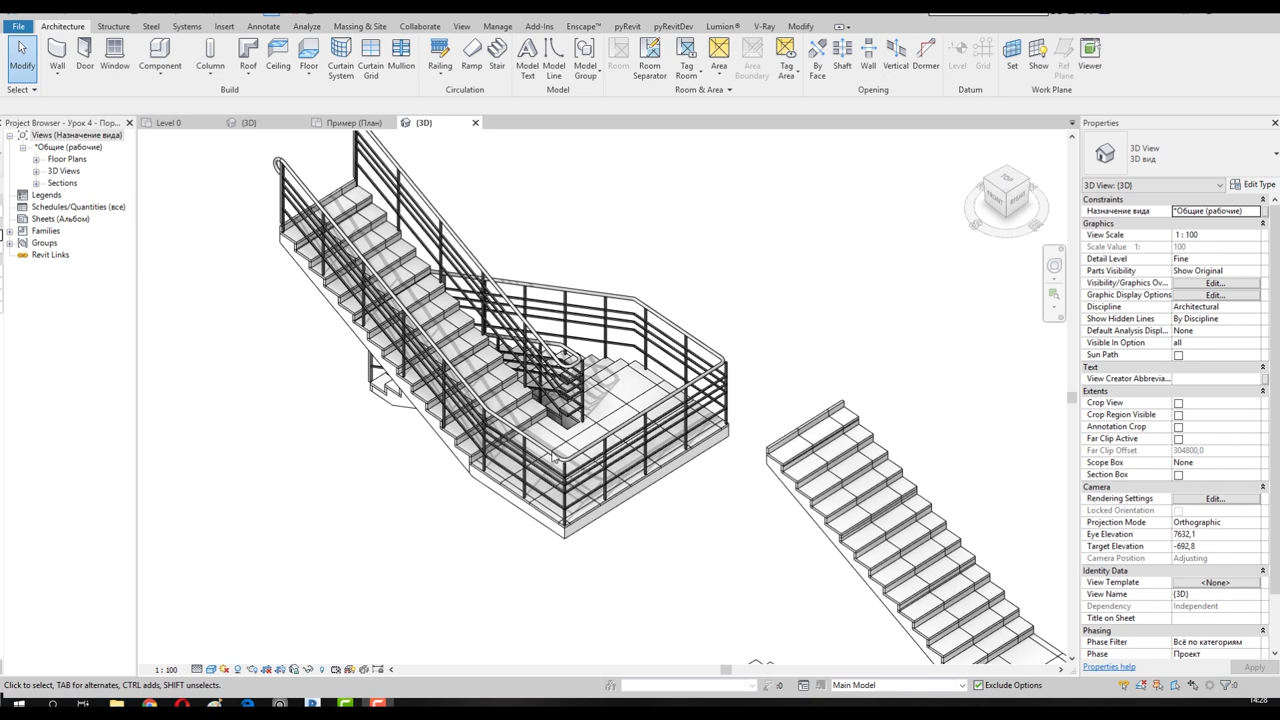 File Architecture Structure Steel Systems Insert Annotate Analyze Massing & Site Collaborate View Manage Add-Ins Enscape™ pyRevit pyRevitDev Lumion® V-Ray Modify
Modify
Wall
Door
Window
Component
Column
Roof
Ceiling
Floor
Curtain
System
Curtain
Grid
Mullion
Railing
Ramp
Stair
Model
Text
Model
Line
Model
Group
Room
Room
Separator
Tag
Room
Area
Area
Boundary
Tag
Area
By
Face
Shaft
Wall
Vertical
Dormer
Level
Grid
Set
Show
Ref
Plane
Viewer
Select
Build
Circulation
Model
Room & Area
Opening
Datum
Work Plane
Project Browser - Урок 4 - Пор...
Level 0
{3D}
Пример (План)
{3D}
Properties
Views (Назначение вида)
*Общие (рабочие)
Floor Plans
3D Views
Sections
Legends
Schedules/Quantities (все)
Sheets (Альбом)
Families
Groups
Revit Links
TOP
FRONT
RIGHT
3D View
3D вид
3D View: {3D}
Edit Type
Constraints
Назначение вида *Общие (рабочие)
Graphics
View Scale 1 : 100
Scale Value 1: 100
Detail Level Fine
Parts Visibility Show Original
Visibility/Graphics Ov... Edit...
Graphic Display Options Edit...
Discipline Architectural
Show Hidden Lines By Discipline
Default Analysis Displ... None
Visible In Option all
Sun Path
Text
View Creator Abbrevia...
Extents
Crop View
Crop Region Visible
Annotation Crop
Far Clip Active
Far Clip Offset 304800,0
Scope Box None
Section Box
Camera
Rendering Settings Edit...
Locked Orientation
Projection Mode Orthographic
Eye Elevation 7632,1
Target Elevation -692,8
Camera Position Adjusting
Identity Data
View Template <None>
View Name {3D}
Dependency Independent
Title on Sheet
Phasing
Phase Filter Всё по категориям
Phase Проект
Properties help
Apply
1 : 100
Click to select, TAB for alternates, CTRL adds, SHIFT unselects.
:0
Main Model
Exclude Options
:0
14:28